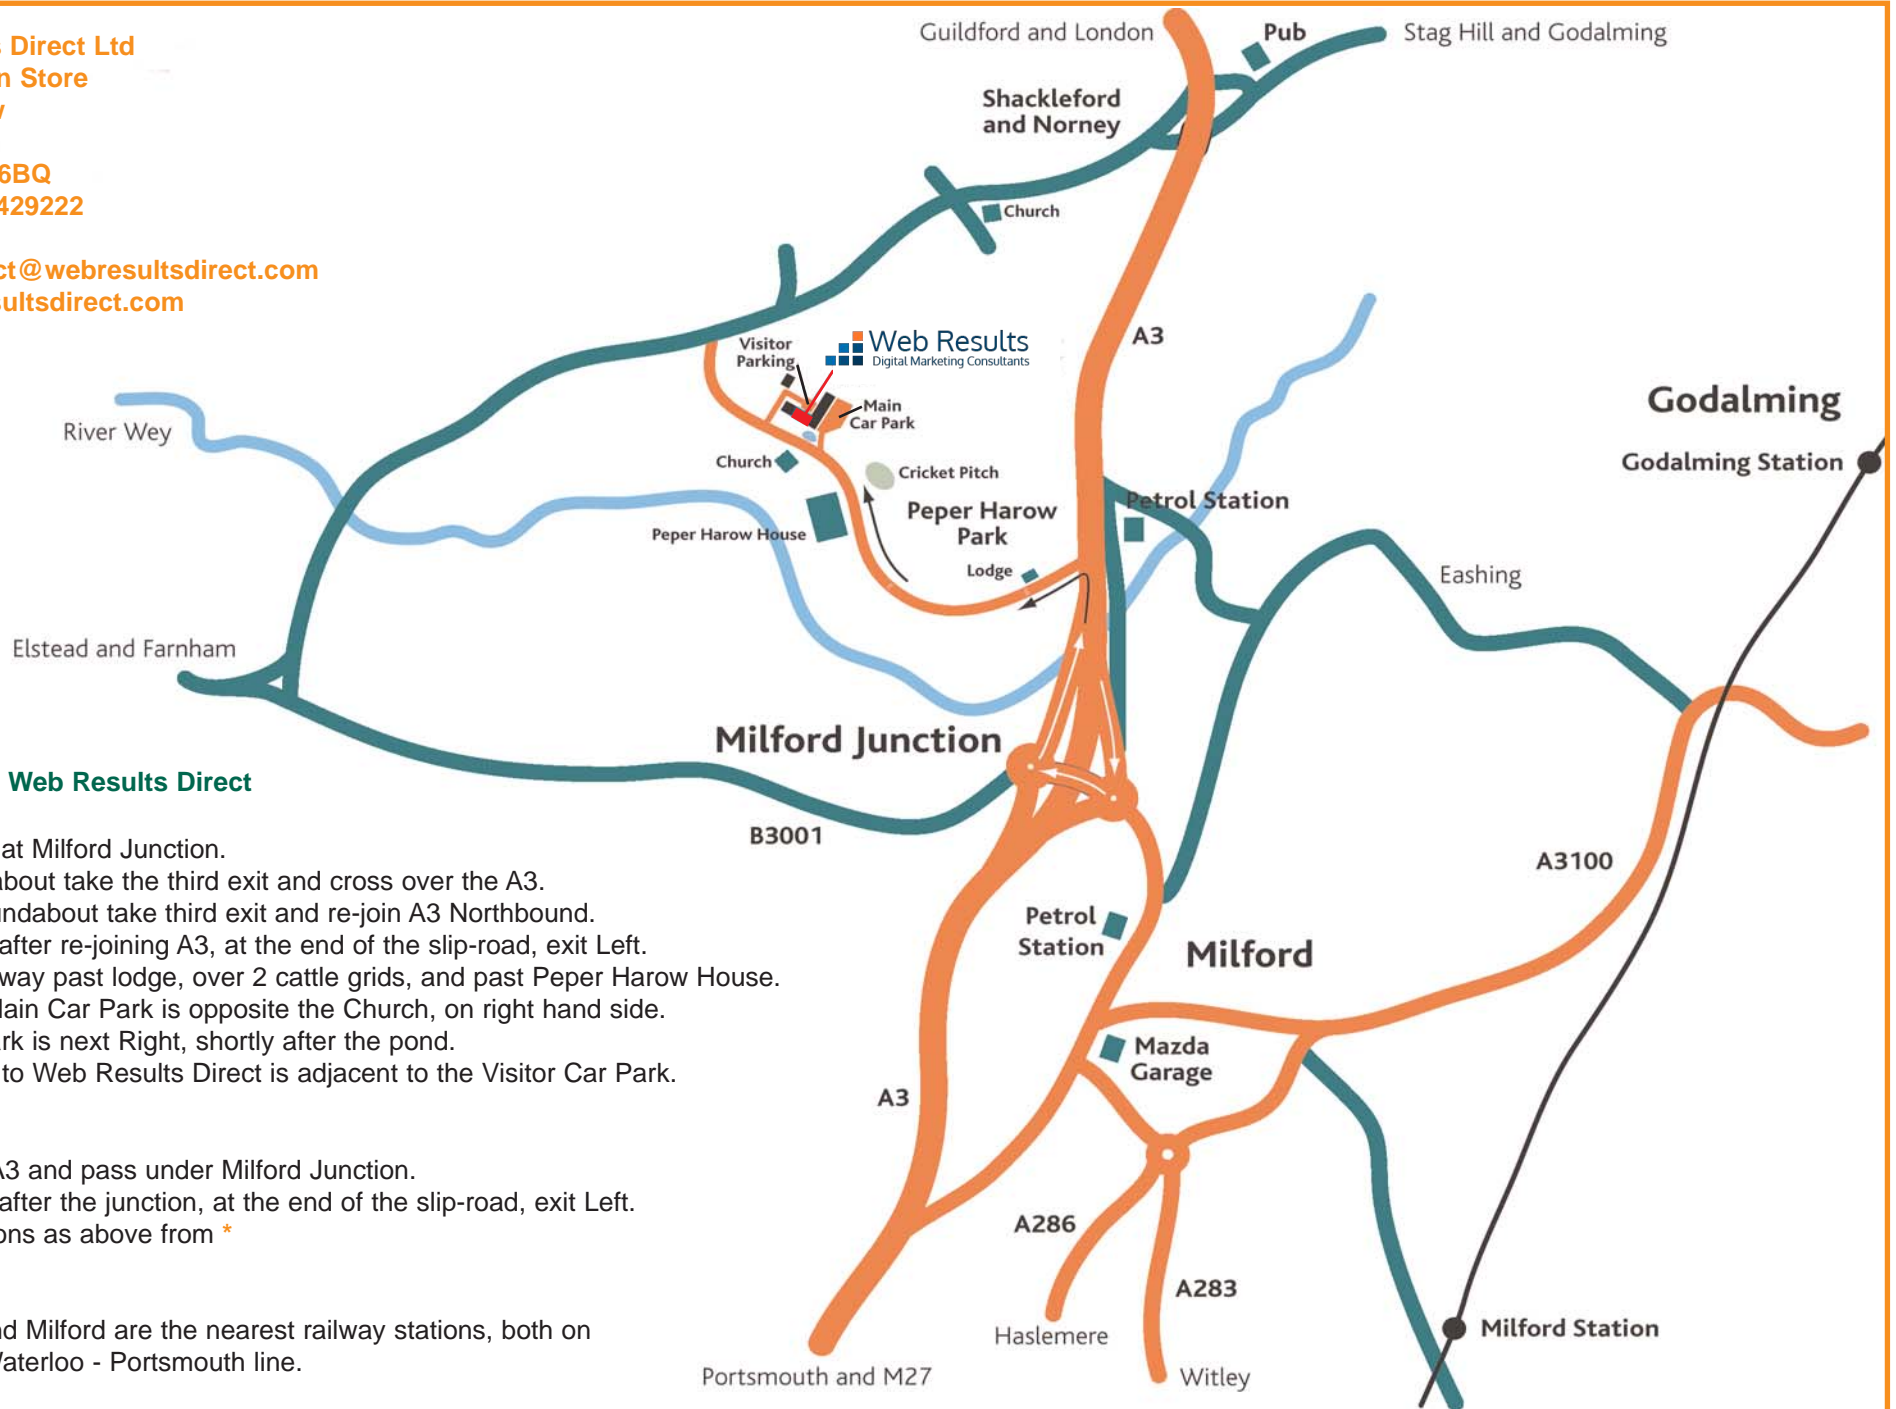 Direct Ltd
Store
6BQ
429222
ct@webresultsdirect.com
sultsdirect.com
Guildford and London
Pub
Stag Hill and Godalming
Shackleford
and Norney
Church
A3
Visitor
Parking
Web Results
Digital Marketing Consultants
Main
Car Park
River Wey
Church
Cricket Pitch
Peper Harow
Park
Petrol Station
Peper Harow House
Lodge
Godalming
Godalming Station
Eashing
Elstead and Farnham
Milford Junction
B3001
A3100
Petrol
Station
Milford
Mazda
Garage
A3
A286
A283
Haslemere
Witley
Portsmouth and M27
Milford Station
Web Results Direct
at Milford Junction.
about take the third exit and cross over the A3.
undabout take third exit and re-join A3 Northbound.
after re-joining A3, at the end of the slip-road, exit Left.
way past lodge, over 2 cattle grids, and past Peper Harow House.
Main Car Park is opposite the Church, on right hand side.
ark is next Right, shortly after the pond.
to Web Results Direct is adjacent to the Visitor Car Park.
A3 and pass under Milford Junction.
after the junction, at the end of the slip-road, exit Left.
ons as above from *
nd Milford are the nearest railway stations, both on
Waterloo - Portsmouth line.